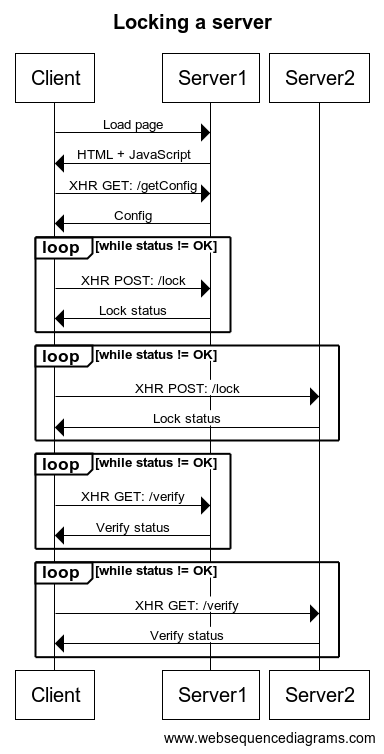 Locking a server
Client Server1 Server2
Load page
HTML + JavaScript
XHR GET: /getConfig
Config
loop [while status != OK]
XHR POST: /lock
Lock status
loop [while status != OK]
XHR POST: /lock
Lock status
loop [while status != OK]
XHR GET: /verify
Verify status
loop [while status != OK]
XHR GET: /verify
Verify status
Client Server1 Server2
www.websequencediagrams.com